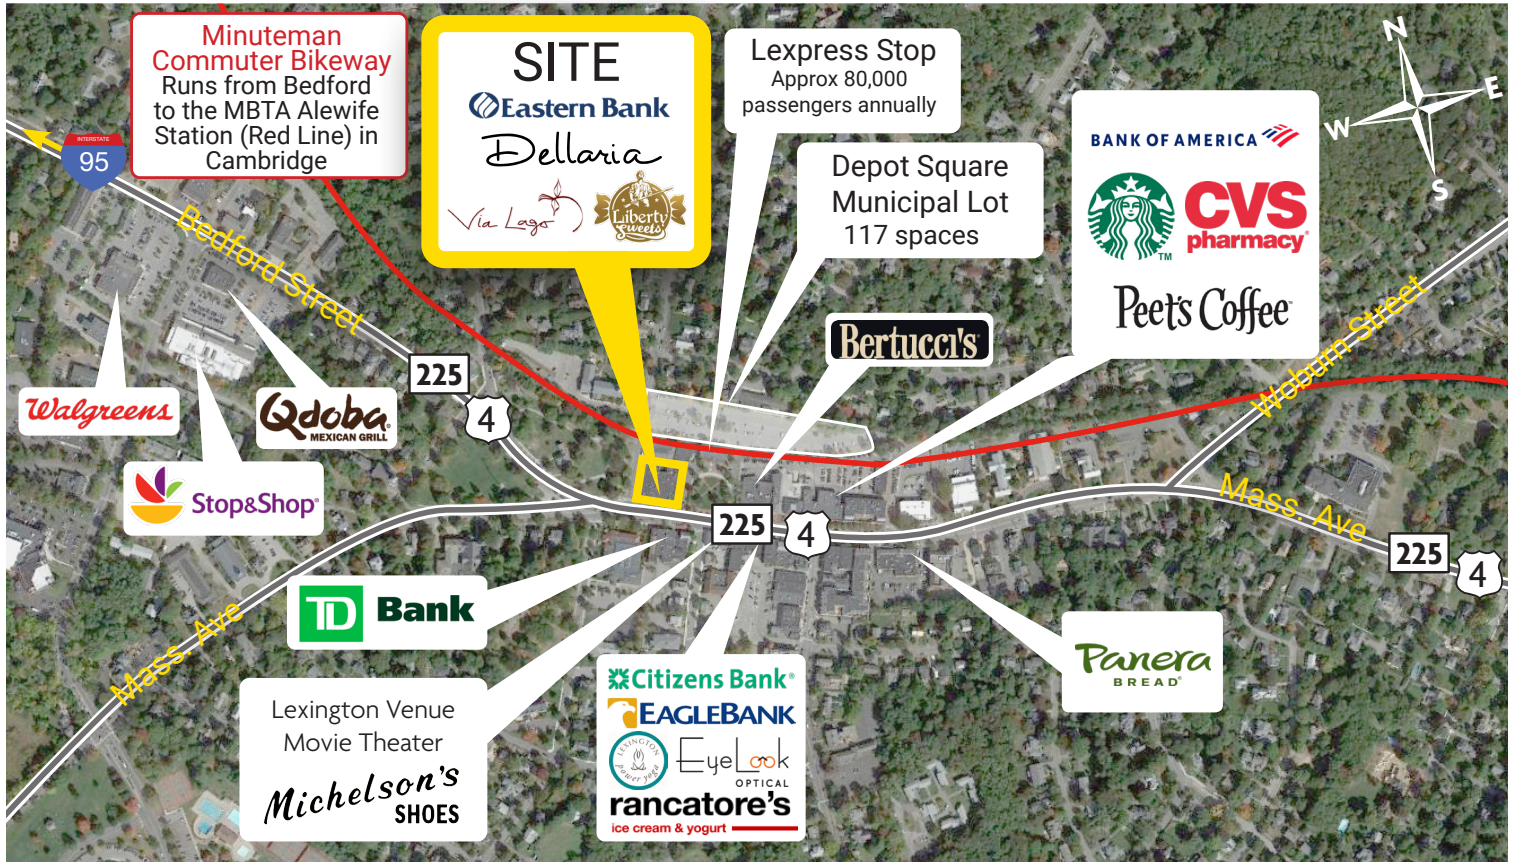 Minuteman
Commuter Bikeway
Runs from Bedford
to the MBTA Alewife
Station (Red Line) in
Cambridge
INTERSTATE
95
SITE
Eastern Bank
Dellaria
Via Lago
Liberty
Sweets
Lexpress Stop
Approx 80,000
passengers annually
Depot Square
Municipal Lot
117 spaces
BANK OF AMERICA
TM
CVS
pharmacy
Peet's Coffee
N
E
W
S
Bedford Street
Woburn Street
Bertucci's
225
4
Walgreens
Qdoba
MEXICAN GRILL
Stop&Shop
225
4
Mass. Ave
225
4
TD Bank
Mass. Ave
Panera
BREAD
Lexington Venue
Movie Theater
Michelson's
SHOES
Citizens Bank
EAGLEBANK
LEXINGTON
power yoga
EyeLook
OPTICAL
rancatore's
ice cream & yogurt